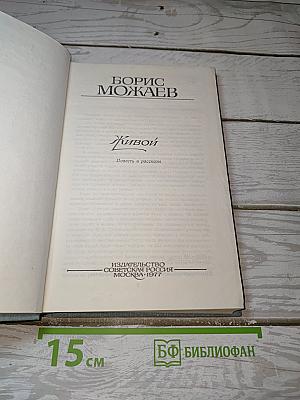 БОРИС
МОЖАЕВ
Живой
Повесть и рассказы
ИЗДАТЕЛЬСТВО
СОВЕТСКАЯ РОССИЯ
МОСКВА·1977
15 см
БФ БИБЛИОФАН